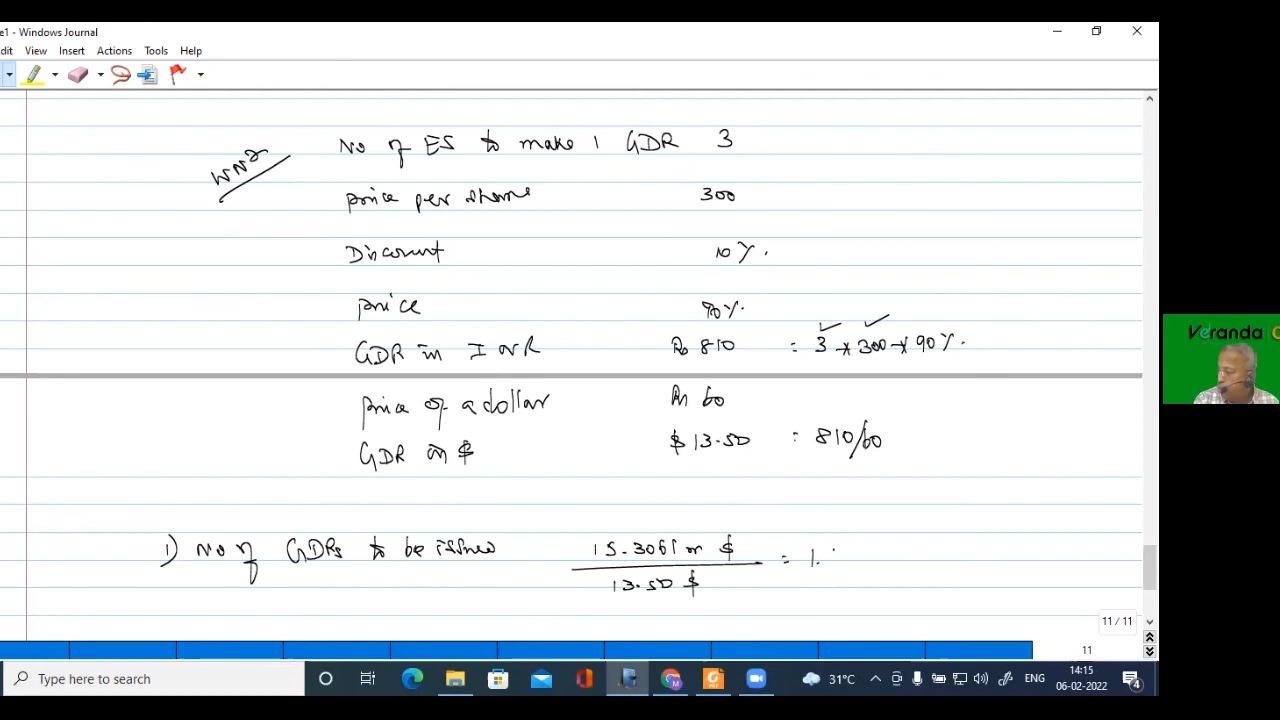 e1 - Windows Journal
dit View Insert Actions Tools Help
WN2
No of ES to make 1 GDR 3
price per share 300
Discount 10%.
price 90%.
GDR in INR Rs 810 = 3 * 300 * 90%.
price of a dollar Rs 60
GDR in $ $ 13.50 = 810/60
1) No of GDRs to be issued 15.3061 m $ = 1.
13.50 $
11 / 11
11
Veranda
Type here to search 31°C ENG 14:15
06-02-2022
4